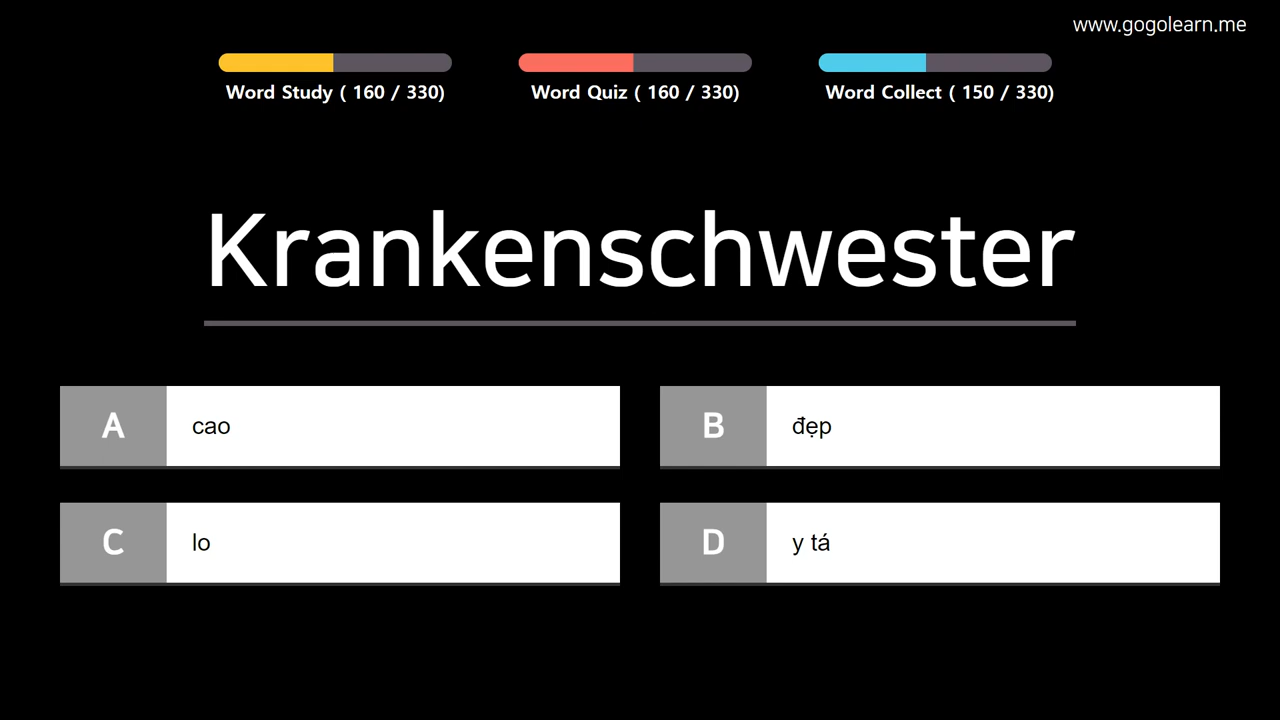 www.gogolearn.me
Word Study ( 160 / 330)
Word Quiz ( 160 / 330)
Word Collect ( 150 / 330)
Krankenschwester
A
cao
B
đẹp
C
lo
D
y tá